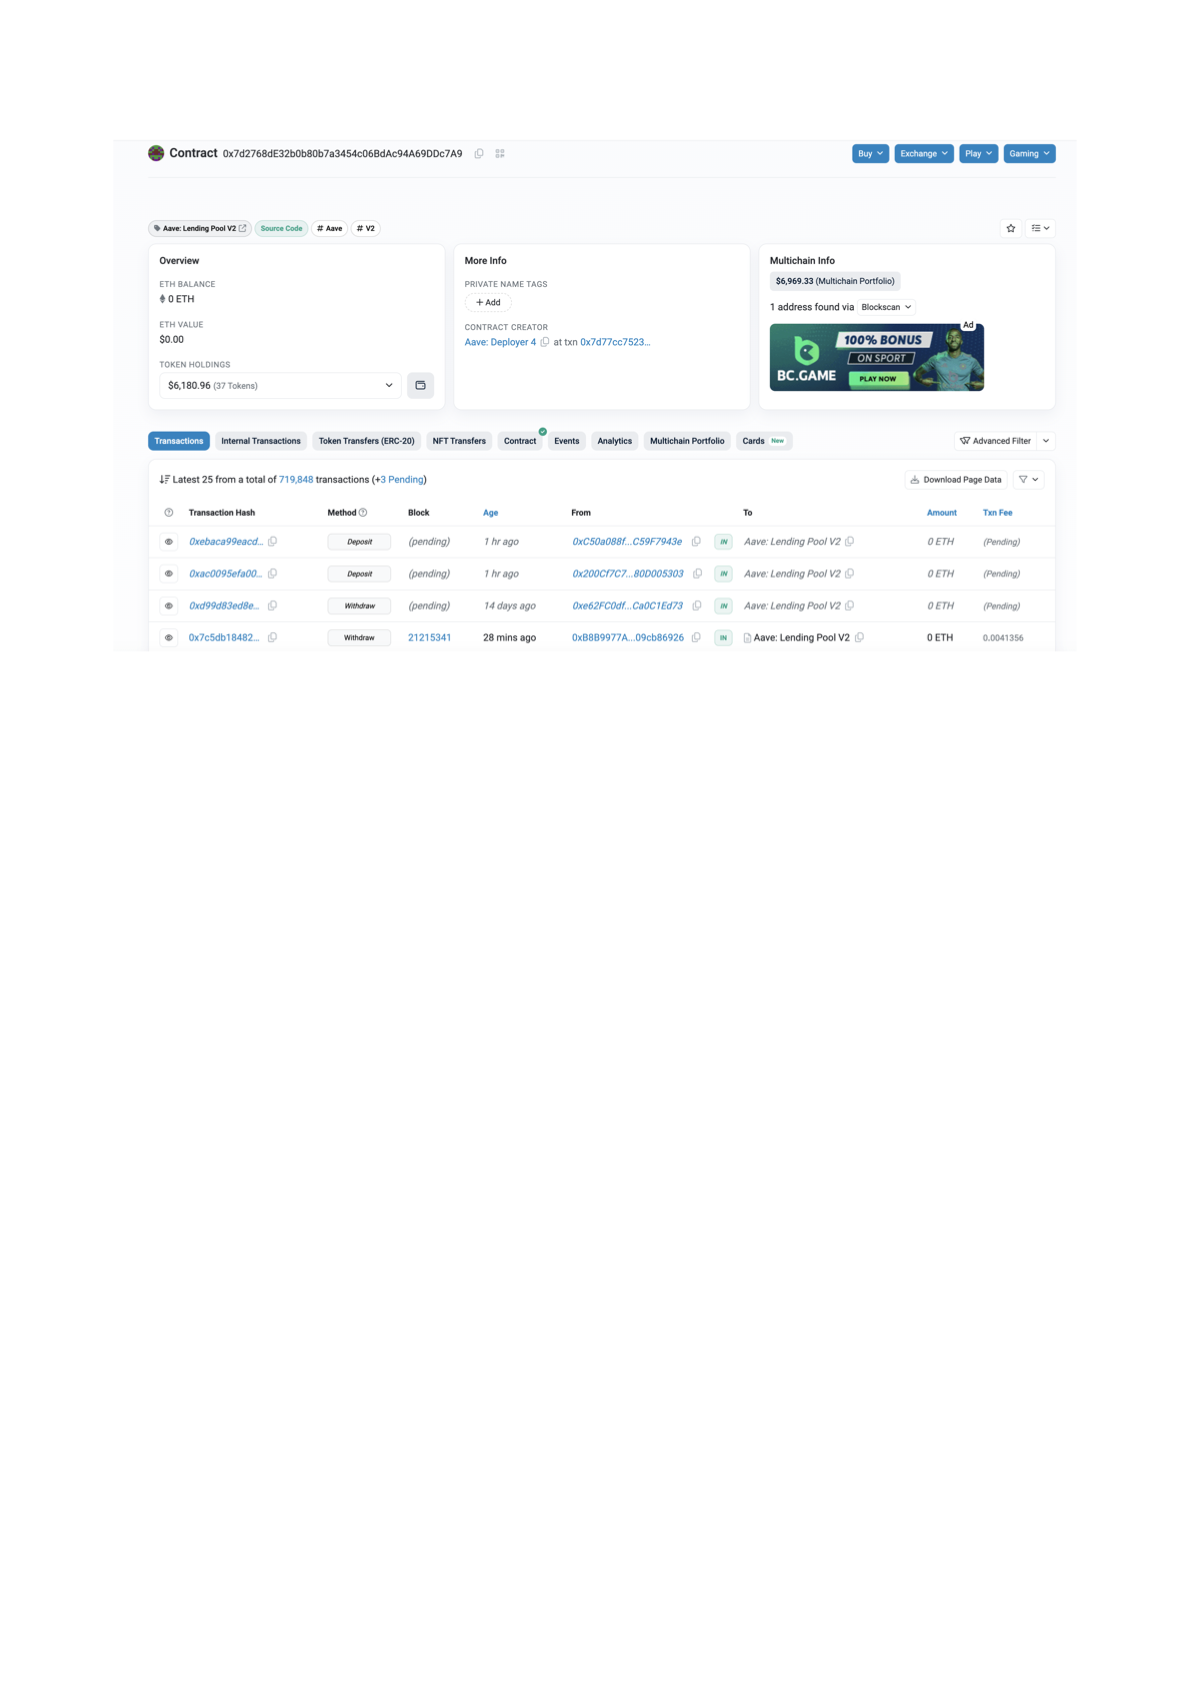 Contract 0x7d2768dE32b0b80b7a3454c06BdAc94A69DDc7A9
Buy Exchange Play Gaming
Aave: Lending Pool V2 Source Code # Aave # V2
Overview
ETH BALANCE
0 ETH
ETH VALUE
$0.00
TOKEN HOLDINGS
$6,180.96 (37 Tokens)
More Info
PRIVATE NAME TAGS
+ Add
CONTRACT CREATOR
Aave: Deployer 4 at txn 0x7d77cc7523...
Multichain Info
$6,969.33 (Multichain Portfolio)
1 address found via Blockscan
Ad
100% BONUS
ON SPORT
BC.GAME
PLAY NOW
Transactions Internal Transactions Token Transfers (ERC-20) NFT Transfers Contract Events Analytics Multichain Portfolio Cards New Advanced Filter
Latest 25 from a total of 719,848 transactions (+3 Pending) Download Page Data
Transaction Hash Method Block Age From To Amount Txn Fee
0xebaca99eacd... Deposit (pending) 1 hr ago 0xC50a088f...C59F7943e IN Aave: Lending Pool V2 0 ETH (Pending)
0xac0095efa00... Deposit (pending) 1 hr ago 0x200Cf7C7...80D005303 IN Aave: Lending Pool V2 0 ETH (Pending)
0xd99d83ed8e... Withdraw (pending) 14 days ago 0xe62FC0df...Ca0C1Ed73 IN Aave: Lending Pool V2 0 ETH (Pending)
0x7c5db18482... Withdraw 21215341 28 mins ago 0xB8B9977A...09cb86926 IN Aave: Lending Pool V2 0 ETH 0.0041356